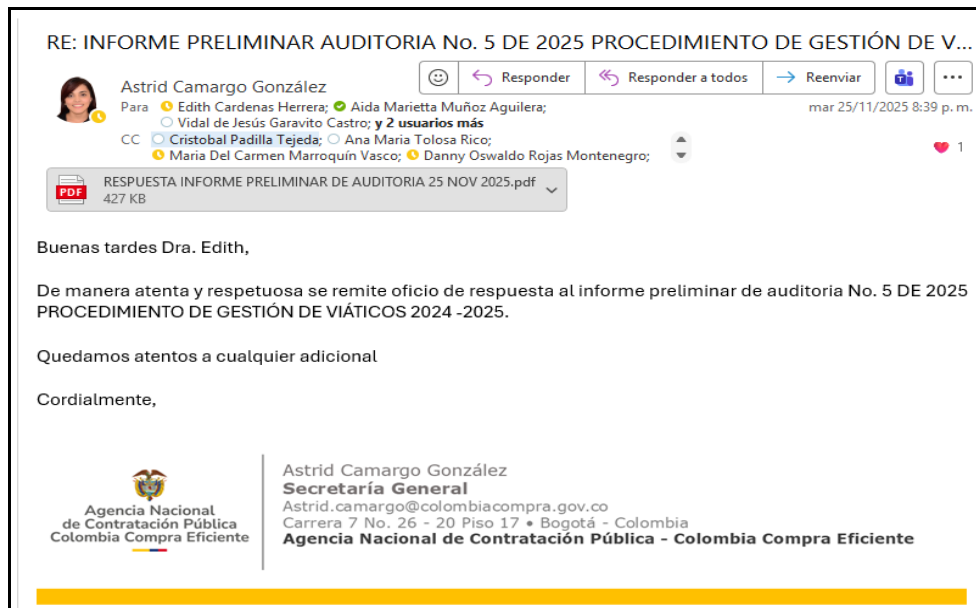 RE: INFORME PRELIMINAR AUDITORIA No. 5 DE 2025 PROCEDIMIENTO DE GESTIÓN DE V...
Astrid Camargo González
Responder
Responder a todos
Reenviar
Para Edith Cardenas Herrera; Aida Marietta Muñoz Aguilera;
Vidal de Jesús Garavito Castro; y 2 usuarios más
mar 25/11/2025 8:39 p. m.
CC Cristobal Padilla Tejeda; Ana Maria Tolosa Rico;
Maria Del Carmen Marroquín Vasco; Danny Oswaldo Rojas Montenegro;
1
PDF
RESPUESTA INFORME PRELIMINAR DE AUDITORIA 25 NOV 2025.pdf
427 KB
Buenas tardes Dra. Edith,
De manera atenta y respetuosa se remite oficio de respuesta al informe preliminar de auditoria No. 5 DE 2025
PROCEDIMIENTO DE GESTIÓN DE VIÁTICOS 2024 -2025.
Quedamos atentos a cualquier adicional
Cordialmente,
Agencia Nacional
de Contratación Pública
Colombia Compra Eficiente
Astrid Camargo González
Secretaría General
Astrid.camargo@colombiacompra.gov.co
Carrera 7 No. 26 - 20 Piso 17 • Bogotá - Colombia
Agencia Nacional de Contratación Pública - Colombia Compra Eficiente